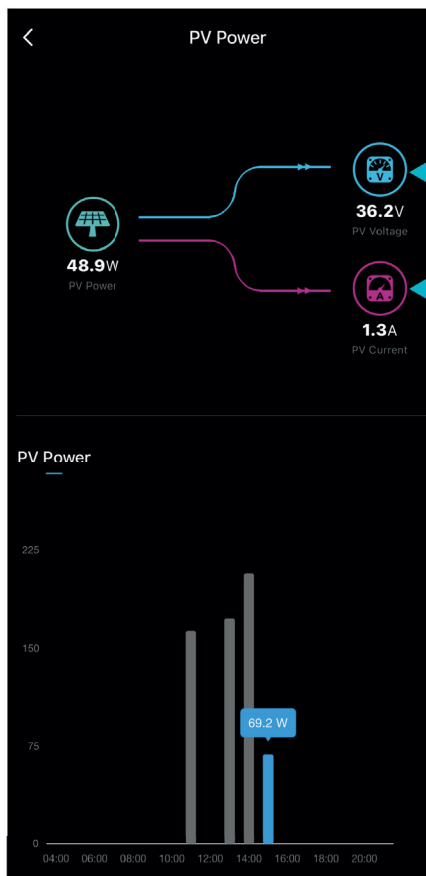 PV Power
V
36.2V
PV Voltage
48.9W
PV Power
A
1.3A
PV Current
PV Power
225
150
69.2 W
75
0
04:00 06:00 08:00 10:00 12:00 14:00 16:00 18:00 20:00